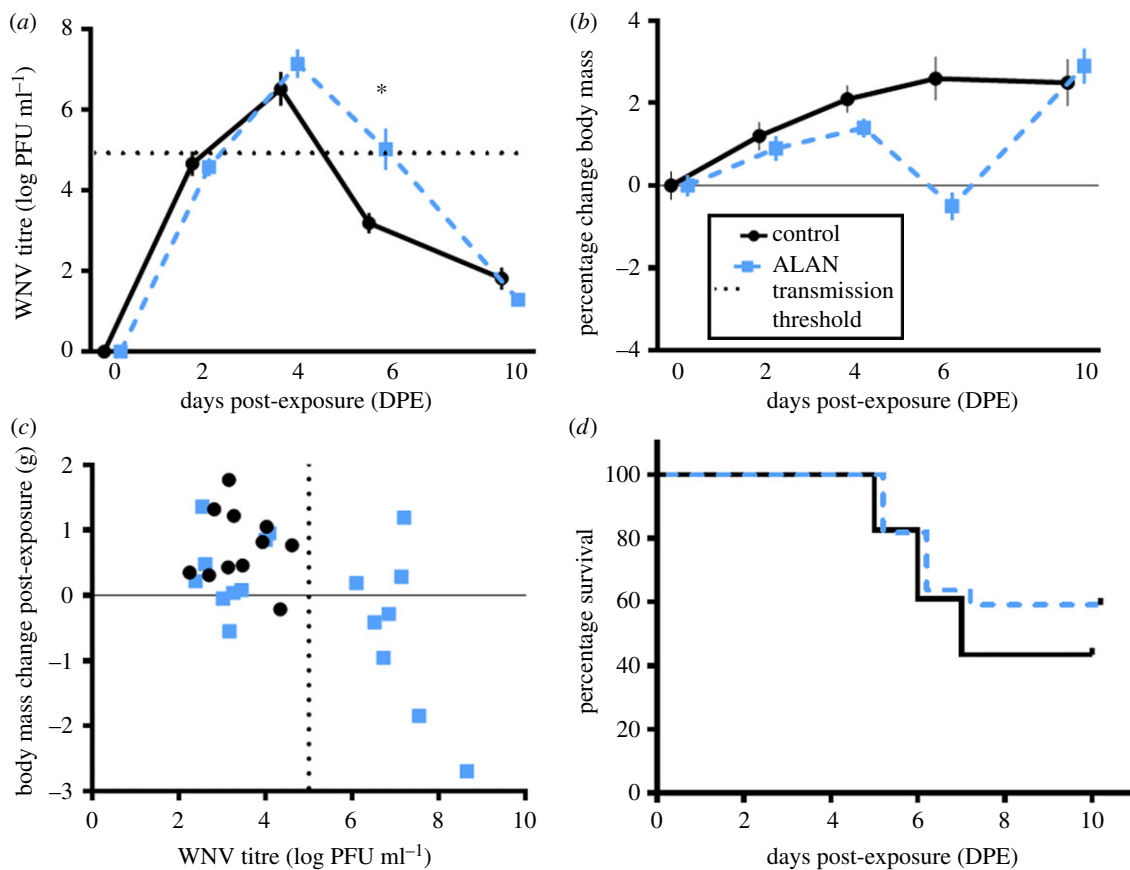 (a)
8
6
4
2
0
WNV titre (log PFU ml⁻¹)
*
0 2 4 6 10
days post-exposure (DPE)
(b)
4
2
0
−2
−4
percentage change body mass
control
ALAN
transmission
threshold
0 2 4 6 10
days post-exposure (DPE)
(c)
2
1
0
−1
−2
−3
body mass change post-exposure (g)
0 2 4 6 8 10
WNV titre (log PFU ml⁻¹)
(d)
100
80
60
40
20
0
percentage survival
0 2 4 6 8 10
days post-exposure (DPE)